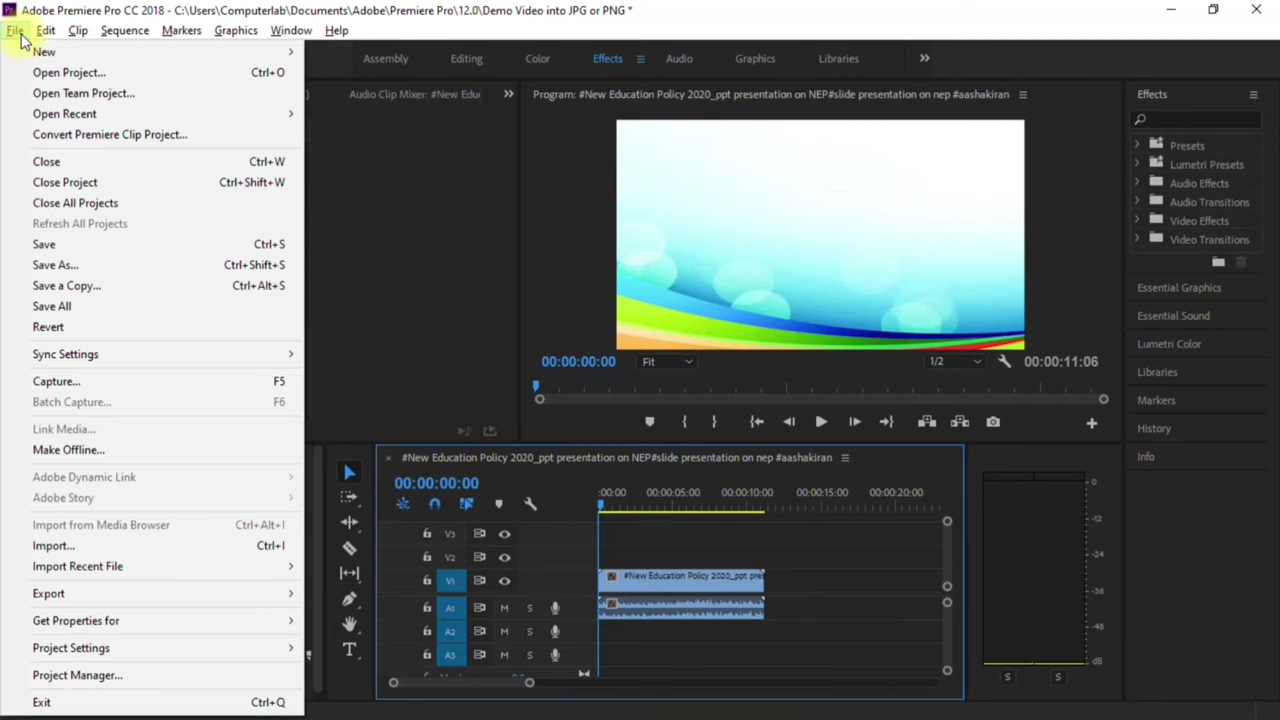 Adobe Premiere Pro CC 2018 - C:\Users\Computerlab\Documents\Adobe\Premiere Pro\12.0\Demo Video into JPG or PNG *
File Edit Clip Sequence Markers Graphics Window Help
New
Open Project... Ctrl+O
Open Team Project...
Open Recent
Convert Premiere Clip Project...
Close Ctrl+W
Close Project Ctrl+Shift+W
Close All Projects
Refresh All Projects
Save Ctrl+S
Save As... Ctrl+Shift+S
Save a Copy... Ctrl+Alt+S
Save All
Revert
Sync Settings
Capture... F5
Batch Capture... F6
Link Media...
Make Offline...
Adobe Dynamic Link
Adobe Story
Import from Media Browser Ctrl+Alt+I
Import... Ctrl+I
Import Recent File
Export
Get Properties for
Project Settings
Project Manager...
Exit Ctrl+Q
Assembly Editing Color Effects Audio Graphics Libraries
Audio Clip Mixer: #New Edu
Program: #New Education Policy 2020_ppt presentation on NEP#slide presentation on nep #aashakiran
00:00:00:00 Fit 1/2 00:00:11:06
#New Education Policy 2020_ppt presentation on NEP#slide presentation on nep #aashakiran
00:00:00:00
:00:00 00:00:05:00 00:00:10:00 00:00:15:00 00:00:20:00
V3
V2
V1 #New Education Policy 2020_ppt pres
A1 M S
A2 M S
A3 M S
0
-12
-24
-36
-48
dB
S S
Effects
Presets
Lumetri Presets
Audio Effects
Audio Transitions
Video Effects
Video Transitions
Essential Graphics
Essential Sound
Lumetri Color
Libraries
Markers
History
Info